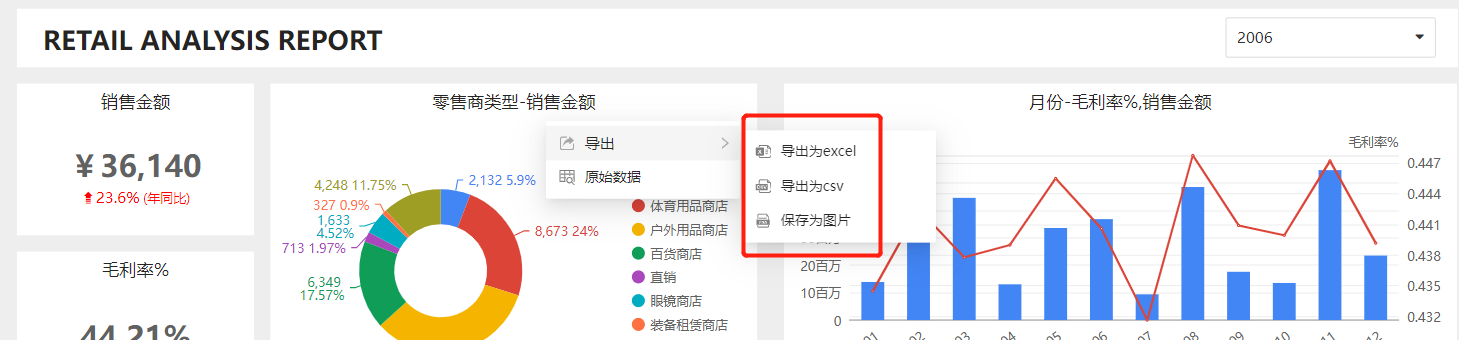 RETAIL ANALYSIS REPORT
2006
销售金额
¥ 36,140
23.6% (年同比)
毛利率%
44.21%
零售商类型-销售金额
导出
原始数据
导出为excel
导出为csv
保存为图片
4,248 11.75%
2,132 5.9%
327 0.9%
1,633
4.52%
713 1.97%
6,349
17.57%
8,673 24%
体育用品商店
户外用品商店
百货商店
直销
眼镜商店
装备租赁商店
月份-毛利率%,销售金额
毛利率%
20百万
10百万
0
0.447
0.444
0.441
0.438
0.435
0.432
01
02
03
04
05
06
07
08
09
10
11
12